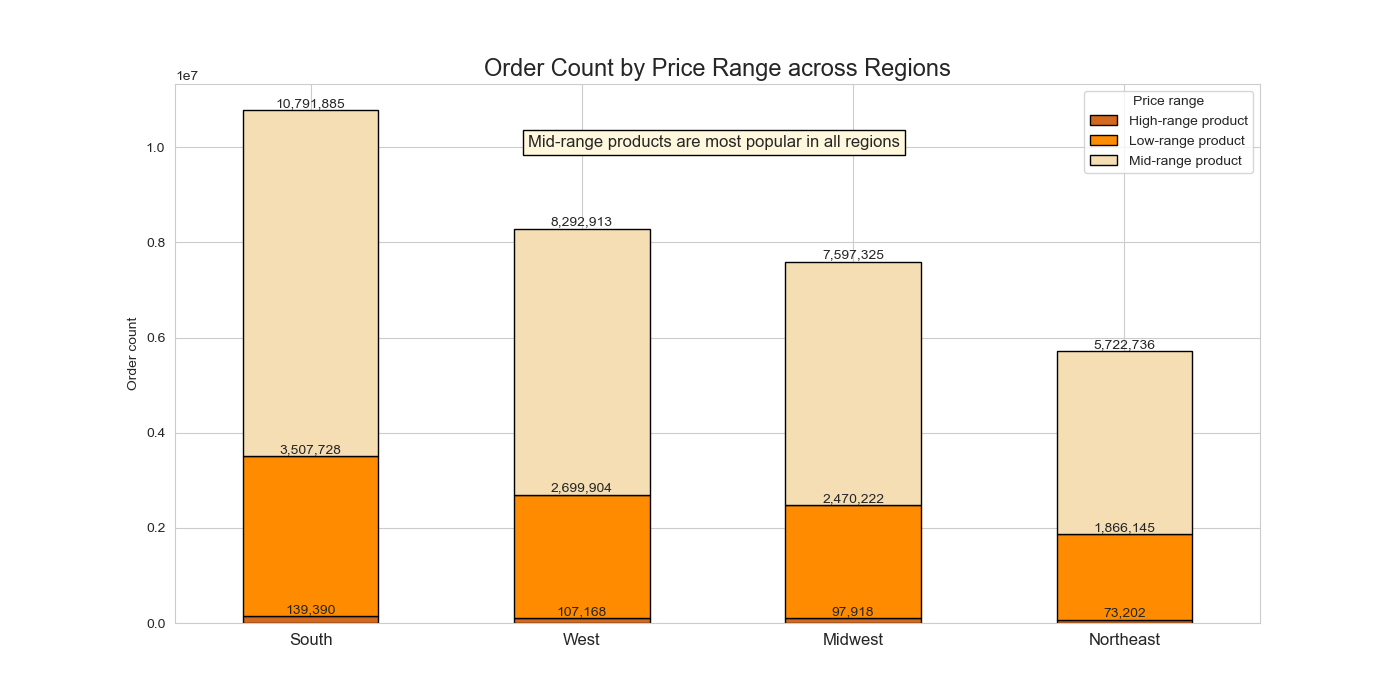 Order Count by Price Range across Regions
1e7
10,791,885
Price range
High-range product
Low-range product
Mid-range product
Mid-range products are most popular in all regions
1.0
8,292,913
0.8
7,597,325
0.6
5,722,736
Order count
0.4
3,507,728
2,699,904
2,470,222
0.2
1,866,145
139,390
107,168
97,918
73,202
0.0
South
West
Midwest
Northeast